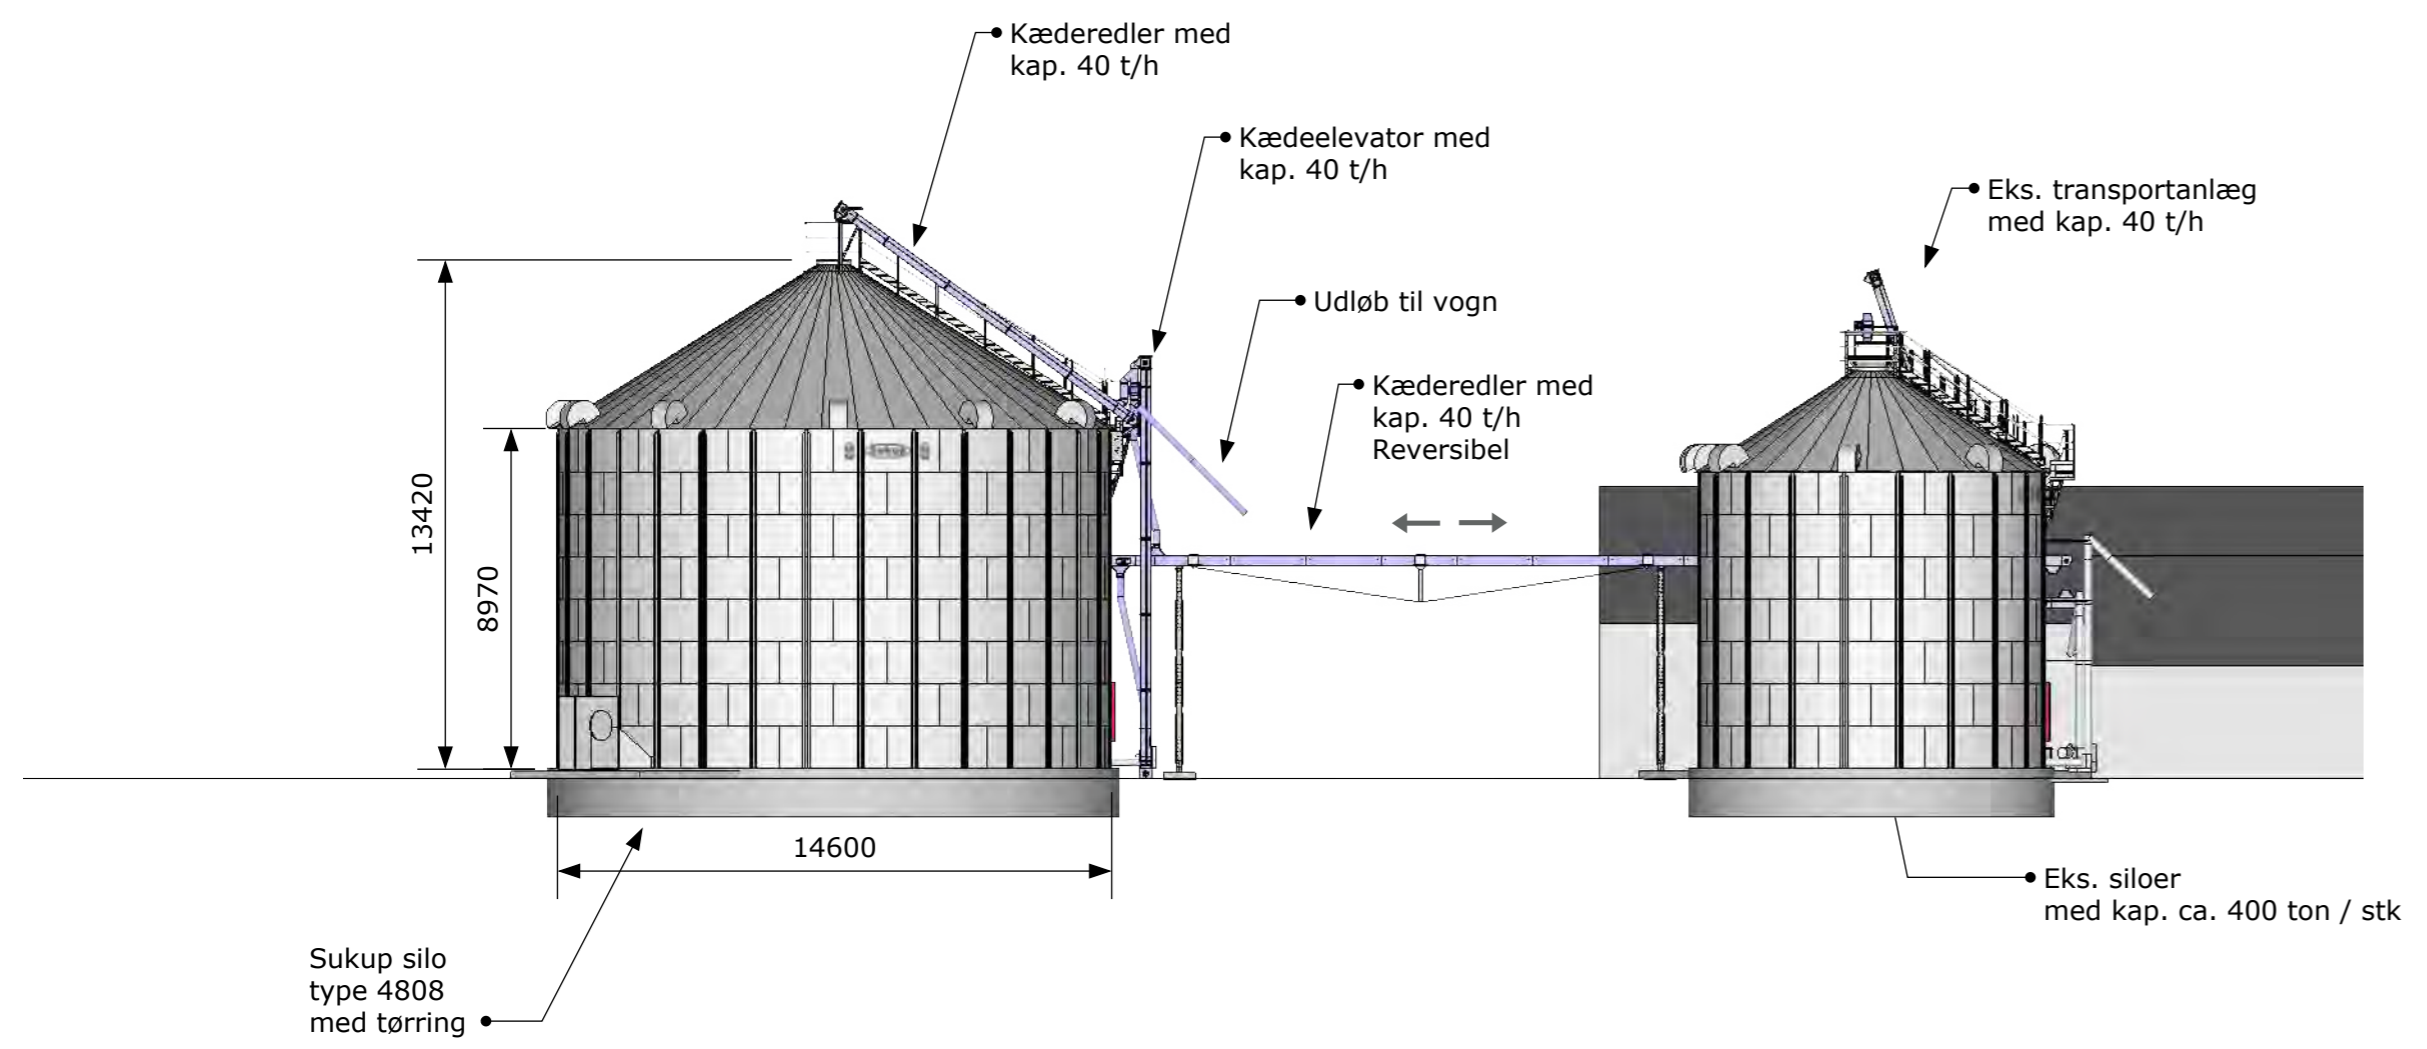 Kæderedler med
kap. 40 t/h
Kædeelevator med
kap. 40 t/h
Eks. transportanlæg
med kap. 40 t/h
Udløb til vogn
Kæderedler med
kap. 40 t/h
Reversibel
13420
8970
14600
Eks. siloer
med kap. ca. 400 ton / stk
Sukup silo
type 4808
med tørring